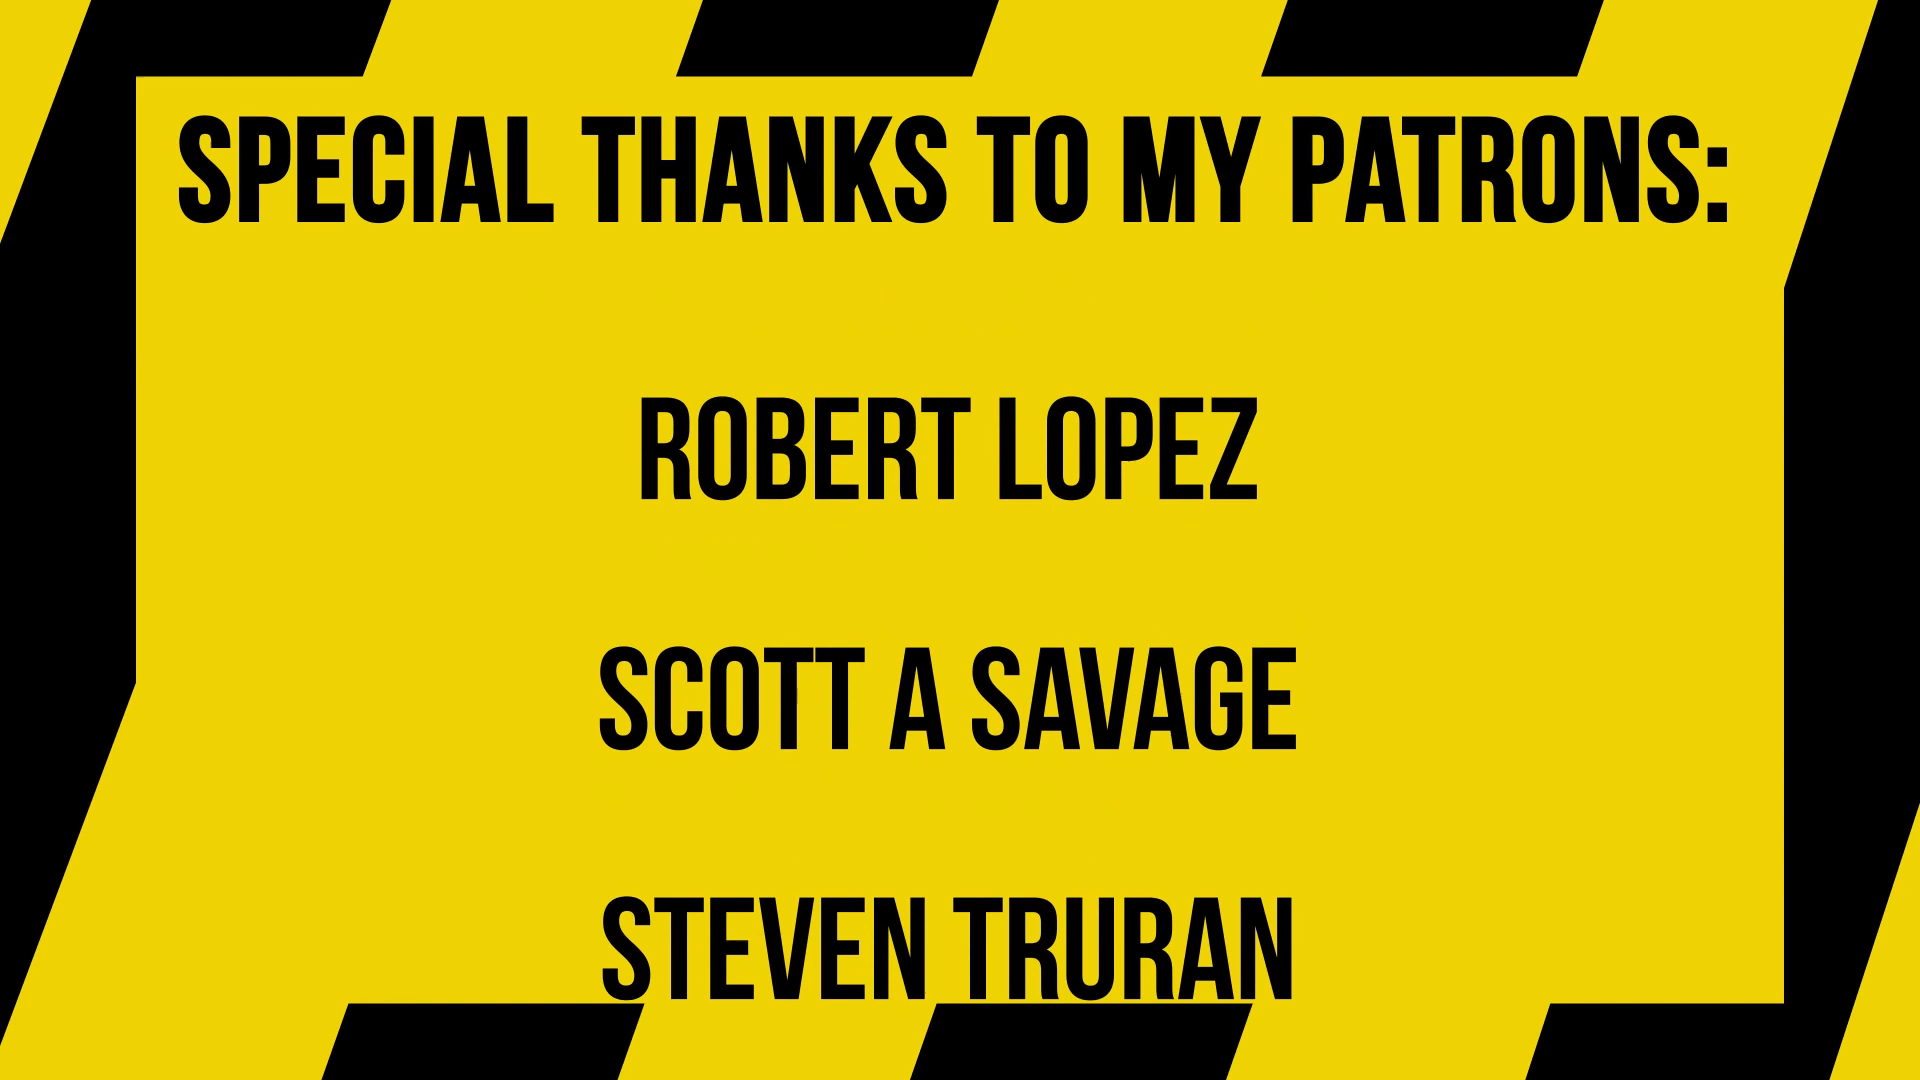 SPECIAL THANKS TO MY PATRONS:
ROBERT LOPEZ
SCOTT A SAVAGE
STEVEN TRURAN